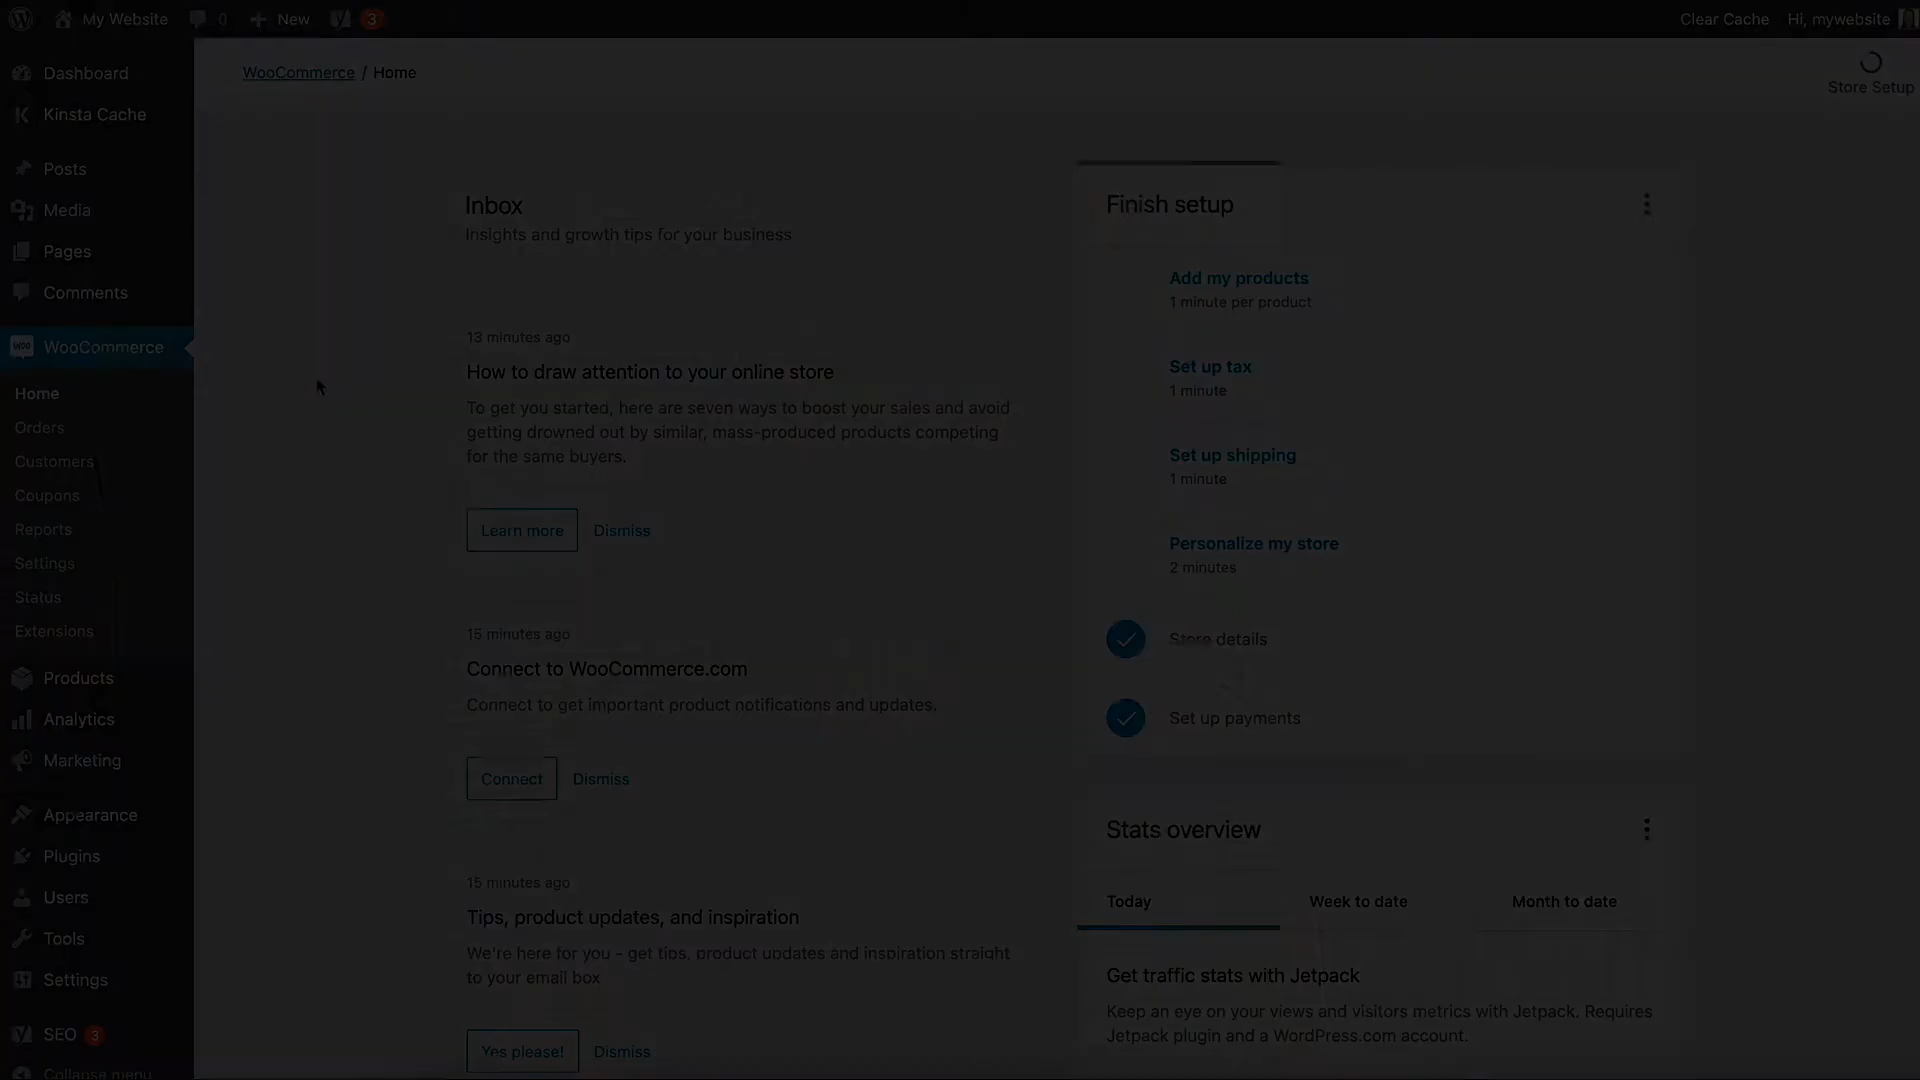 My Website
0
New
3
Clear Cache
Hi, mywebsite
Dashboard
Kinsta Cache
Posts
Media
Pages
Comments
woo
WooCommerce
Home
Orders
Customers
Coupons
Reports
Settings
Status
Extensions
Products
Analytics
Marketing
Appearance
Plugins
Users
Tools
Settings
SEO 3
Collapse menu
WooCommerce / Home
Store Setup
Inbox
Insights and growth tips for your business
13 minutes ago
How to draw attention to your online store
To get you started, here are seven ways to boost your sales and avoid
getting drowned out by similar, mass-produced products competing
for the same buyers.
Learn more
Dismiss
15 minutes ago
Connect to WooCommerce.com
Connect to get important product notifications and updates.
Connect
Dismiss
15 minutes ago
Tips, product updates, and inspiration
We're here for you - get tips, product updates and inspiration straight
to your email box
Yes please!
Dismiss
Finish setup
Add my products
1 minute per product
Set up tax
1 minute
Set up shipping
1 minute
Personalize my store
2 minutes
Store details
Set up payments
Stats overview
Today
Week to date
Month to date
Get traffic stats with Jetpack
Keep an eye on your views and visitors metrics with Jetpack. Requires
Jetpack plugin and a WordPress.com account.